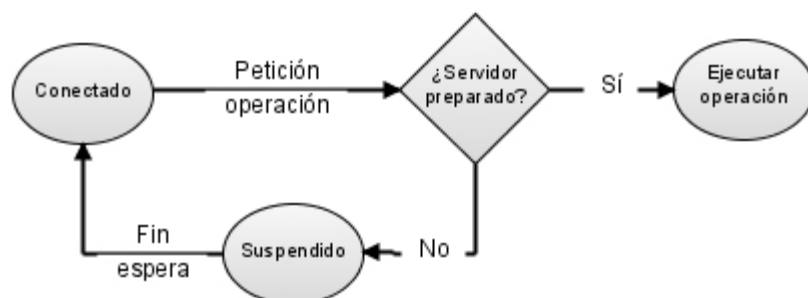 Conectado
Petición
operación
¿Servidor
preparado?
Sí
Ejecutar
operación
Fin
espera
Suspendido
No